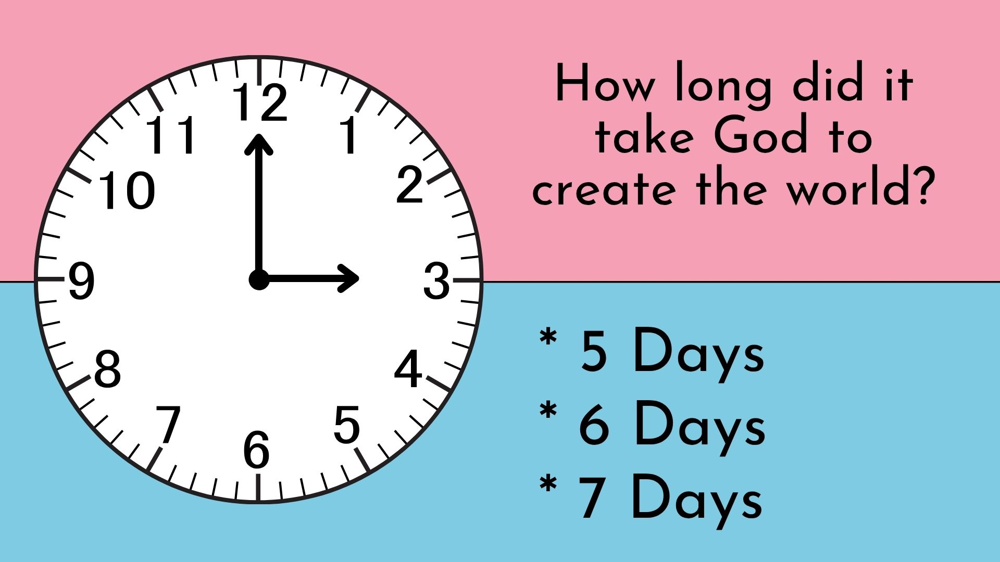 12
11
1
10
2
9
3
8
4
7
5
6
How long did it
take God to
create the world?
* 5 Days
* 6 Days
* 7 Days